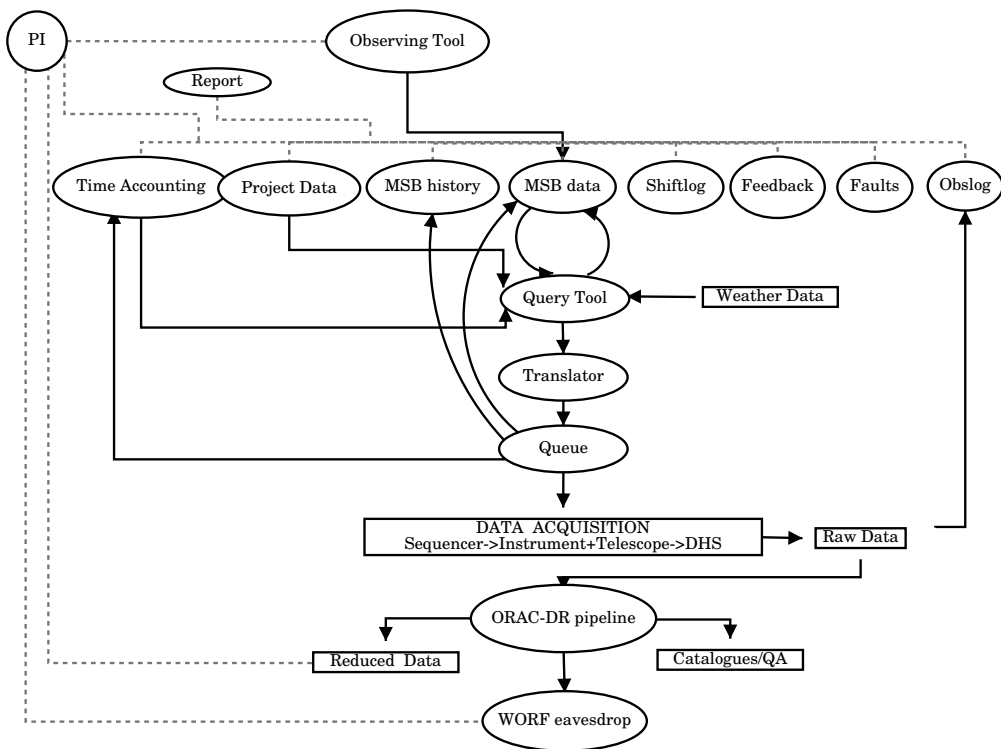 PI
Observing Tool
Report
Time Accounting
Project Data
MSB history
MSB data
Shiftlog
Feedback
Faults
Obslog
Query Tool
Weather Data
Translator
Queue
DATA ACQUISITION
Sequencer->Instrument+Telescope->DHS
Raw Data
ORAC-DR pipeline
Reduced Data
Catalogues/QA
WORF eavesdrop